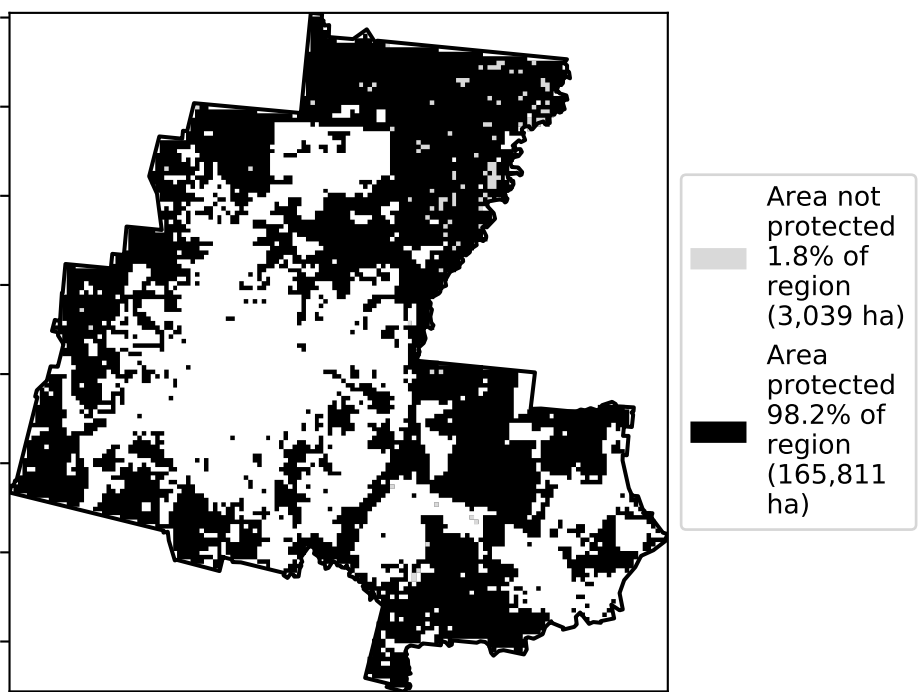 Area not
protected
1.8% of
region
(3,039 ha)
Area
protected
98.2% of
region
(165,811
ha)